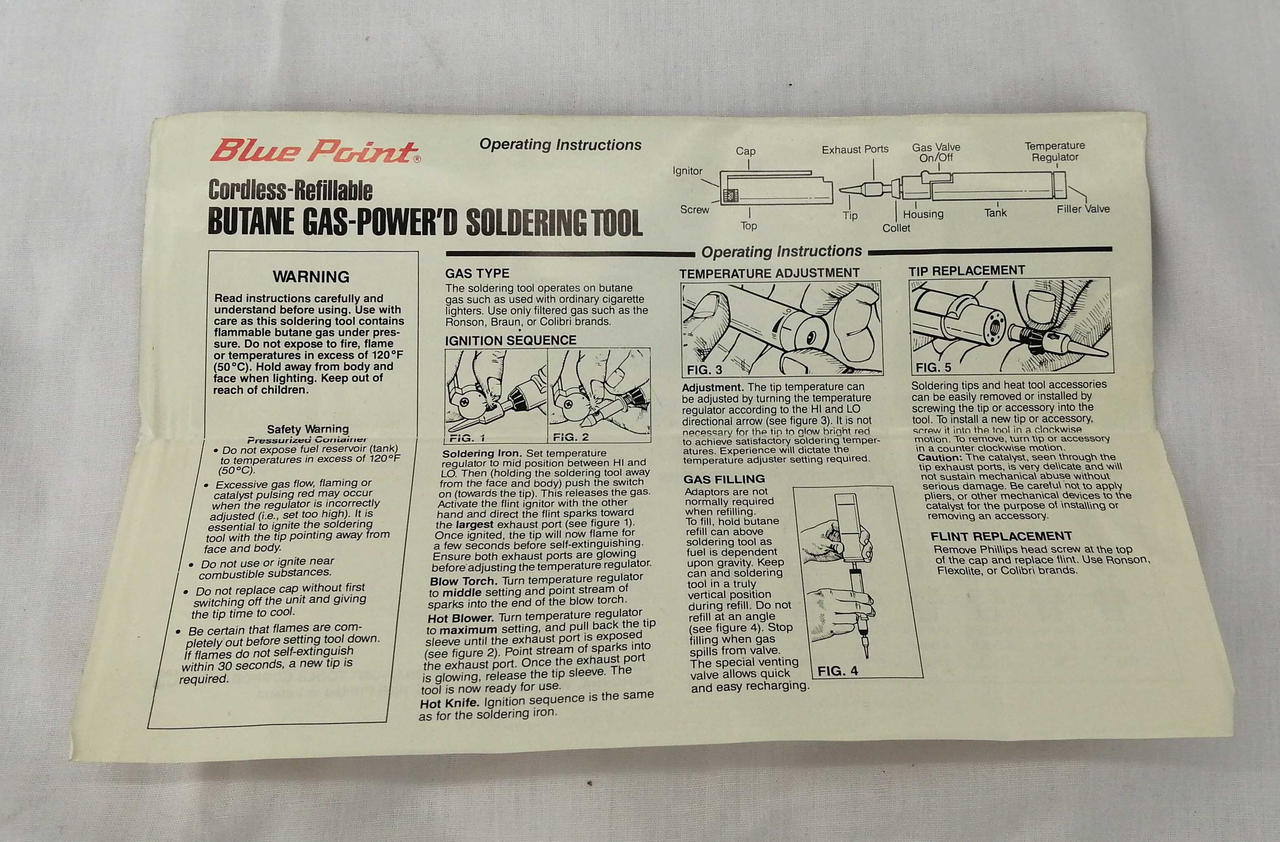 Blue Point®
Operating Instructions
Cordless-Refillable
BUTANE GAS-POWER'D SOLDERING TOOL
Cap
Ignitor
Screw
Top
Exhaust Ports
Gas Valve
On/Off
Temperature
Regulator
Tip
Collet
Housing
Tank
Filler Valve
WARNING
Read instructions carefully and
understand before using. Use with
care as this soldering tool contains
flammable butane gas under pres-
sure. Do not expose to fire, flame
or temperatures in excess of 120°F
(50°C). Hold away from body and
face when lighting. Keep out of
reach of children.
Safety Warning
Pressurized Container
• Do not expose fuel reservoir (tank)
to temperatures in excess of 120°F
(50°C).
• Excessive gas flow, flaming or
catalyst pulsing red may occur
when the regulator is incorrectly
adjusted (i.e., set too high). It is
essential to ignite the soldering
tool with the tip pointing away from
face and body.
• Do not use or ignite near
combustible substances.
• Do not replace cap without first
switching off the unit and giving
the tip time to cool.
• Be certain that flames are com-
pletely out before setting tool down.
If flames do not self-extinguish
within 30 seconds, a new tip is
required.
Operating Instructions
GAS TYPE
The soldering tool operates on butane
gas such as used with ordinary cigarette
lighters. Use only filtered gas such as the
Ronson, Braun, or Colibri brands.
IGNITION SEQUENCE
FIG. 1
FIG. 2
Soldering Iron. Set temperature
regulator to mid position between HI and
LO. Then (holding the soldering tool away
from the face and body) push the switch
on (towards the tip). This releases the gas.
Activate the flint ignitor with the other
hand and direct the flint sparks toward
the largest exhaust port (see figure 1).
Once ignited, the tip will now flame for
a few seconds before self-extinguishing.
Ensure both exhaust ports are glowing
before adjusting the temperature regulator.
Blow Torch. Turn temperature regulator
to middle setting and point stream of
sparks into the end of the blow torch.
Hot Blower. Turn temperature regulator
to maximum setting, and pull back the tip
sleeve until the exhaust port is exposed
(see figure 2). Point stream of sparks into
the exhaust port. Once the exhaust port
is glowing, release the tip sleeve. The
tool is now ready for use.
Hot Knife. Ignition sequence is the same
as for the soldering iron.
TEMPERATURE ADJUSTMENT
FIG. 3
Adjustment. The tip temperature can
be adjusted by turning the temperature
regulator according to the HI and LO
directional arrow (see figure 3). It is not
necessary for the tip to glow bright red
to achieve satisfactory soldering temper-
atures. Experience will dictate the
temperature adjuster setting required.
GAS FILLING
Adaptors are not
normally required
when refilling.
To fill, hold butane
refill can above
soldering tool as
fuel is dependent
upon gravity. Keep
can and soldering
tool in a truly
vertical position
during refill. Do not
refill at an angle
(see figure 4). Stop
filling when gas
spills from valve.
The special venting
valve allows quick
and easy recharging.
FIG. 4
TIP REPLACEMENT
FIG. 5
Soldering tips and heat tool accessories
can be easily removed or installed by
screwing the tip or accessory into the
tool. To install a new tip or accessory,
screw it into the tool in a clockwise
motion. To remove, turn tip or accessory
in a counter clockwise motion.
Caution: The catalyst, seen through the
tip exhaust ports, is very delicate and will
not sustain mechanical abuse without
serious damage. Be careful not to apply
pliers, or other mechanical devices to the
catalyst for the purpose of installing or
removing an accessory.
FLINT REPLACEMENT
Remove Phillips head screw at the top
of the cap and replace flint. Use Ronson,
Flexolite, or Colibri brands.